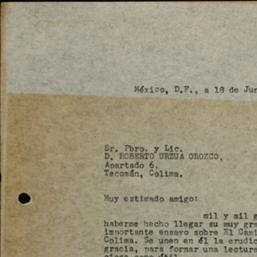 México, D.F., a 18 de Jun
Sr. Pbro. y Lic.
D. ROBERTO URZUA OROZCO,
Apartado 6.
Tecomán, Colima.
Muy estimado amigo:
mil y mil g
haberme hecho llegar su muy gra
importante ensayo sobre El Cami
Colima. Se unen en él la erudic
gracia, para formar una lectura